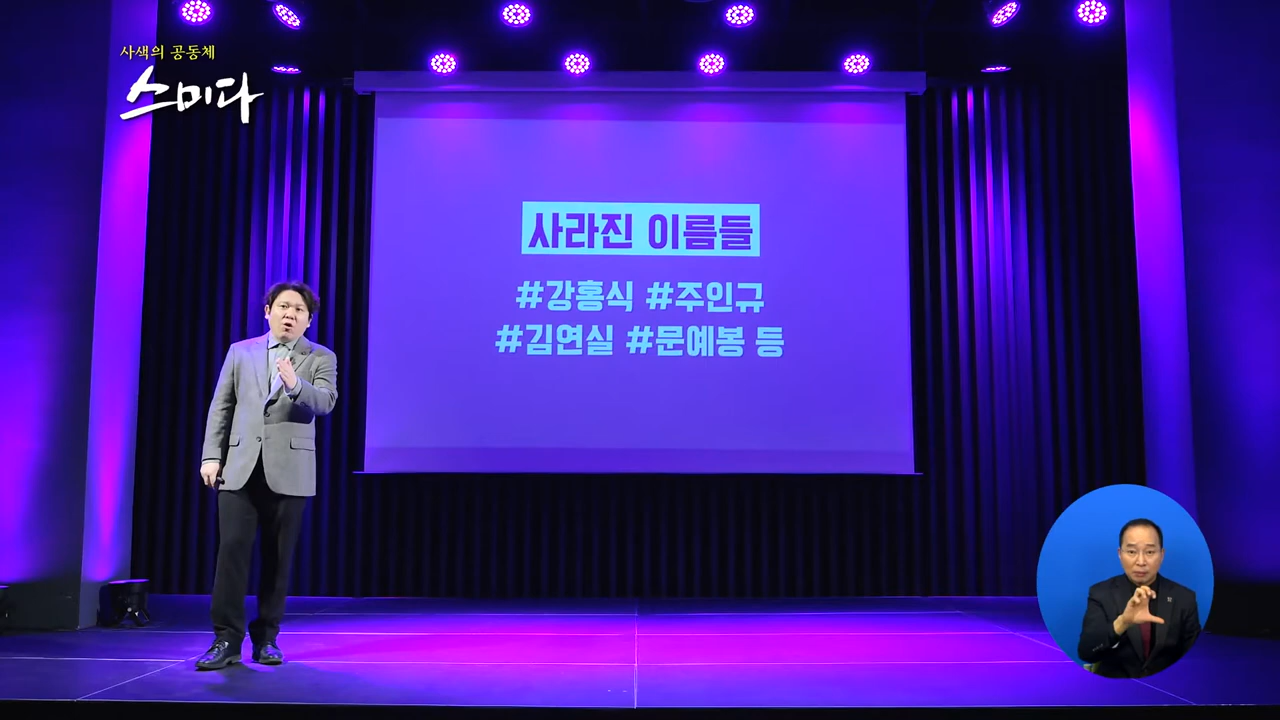 사색의 공동체
스미다
사라진 이름들
#강홍식 #주인규
#김연실 #문예봉 등